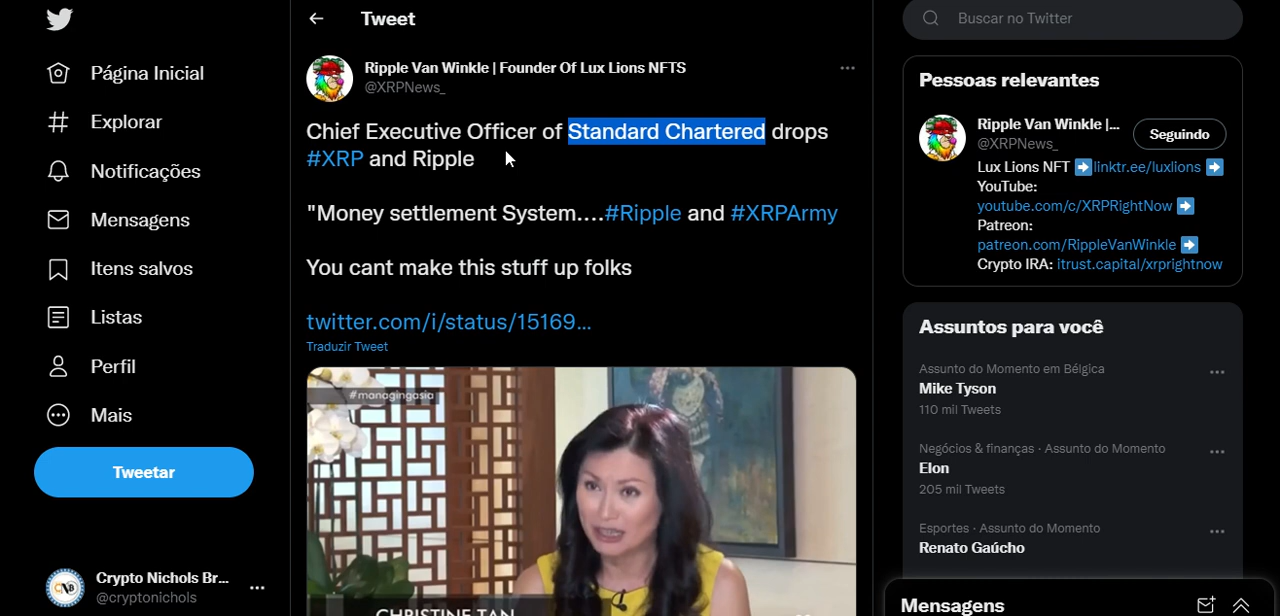 Página Inicial
Explorar
Notificações
Mensagens
Itens salvos
Listas
Perfil
Mais
Tweetar
Crypto Nichols Br...
@cryptonichols
Tweet
Ripple Van Winkle | Founder Of Lux Lions NFTS
@XRPNews_
Chief Executive Officer of Standard Chartered drops
#XRP and Ripple
"Money settlement System....#Ripple and #XRPArmy
You cant make this stuff up folks
twitter.com/i/status/15169...
Traduzir Tweet
#managingasia
CHRISTINE TAN
Buscar no Twitter
Pessoas relevantes
Ripple Van Winkle |...
@XRPNews_
Seguindo
Lux Lions NFT ➡️linktr.ee/luxlions ➡️
YouTube:
youtube.com/c/XRPRightNow ➡️
Patreon:
patreon.com/RippleVanWinkle ➡️
Crypto IRA: itrust.capital/xrprightnow
Assuntos para você
Assunto do Momento em Bélgica
Mike Tyson
110 mil Tweets
Negócios & finanças · Assunto do Momento
Elon
205 mil Tweets
Esportes · Assunto do Momento
Renato Gaúcho
Mensagens